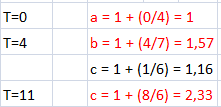 T=0 a = 1 + (0/4) = 1
T=4 b = 1 + (4/7) = 1,57
c = 1 + (1/6) = 1,16
T=11 c = 1 + (8/6) = 2,33